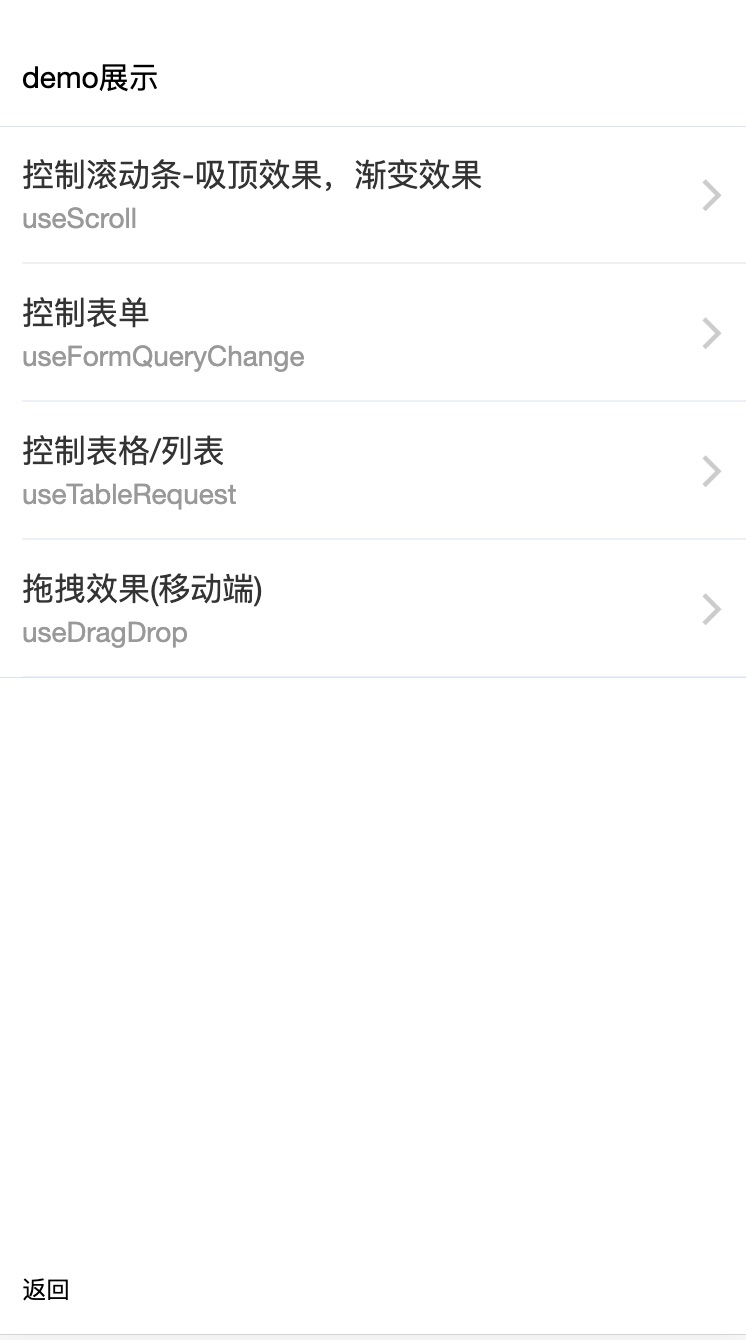 demo展示
控制滚动条-吸顶效果，渐变效果
useScroll
控制表单
useFormQueryChange
控制表格/列表
useTableRequest
拖拽效果(移动端)
useDragDrop
返回